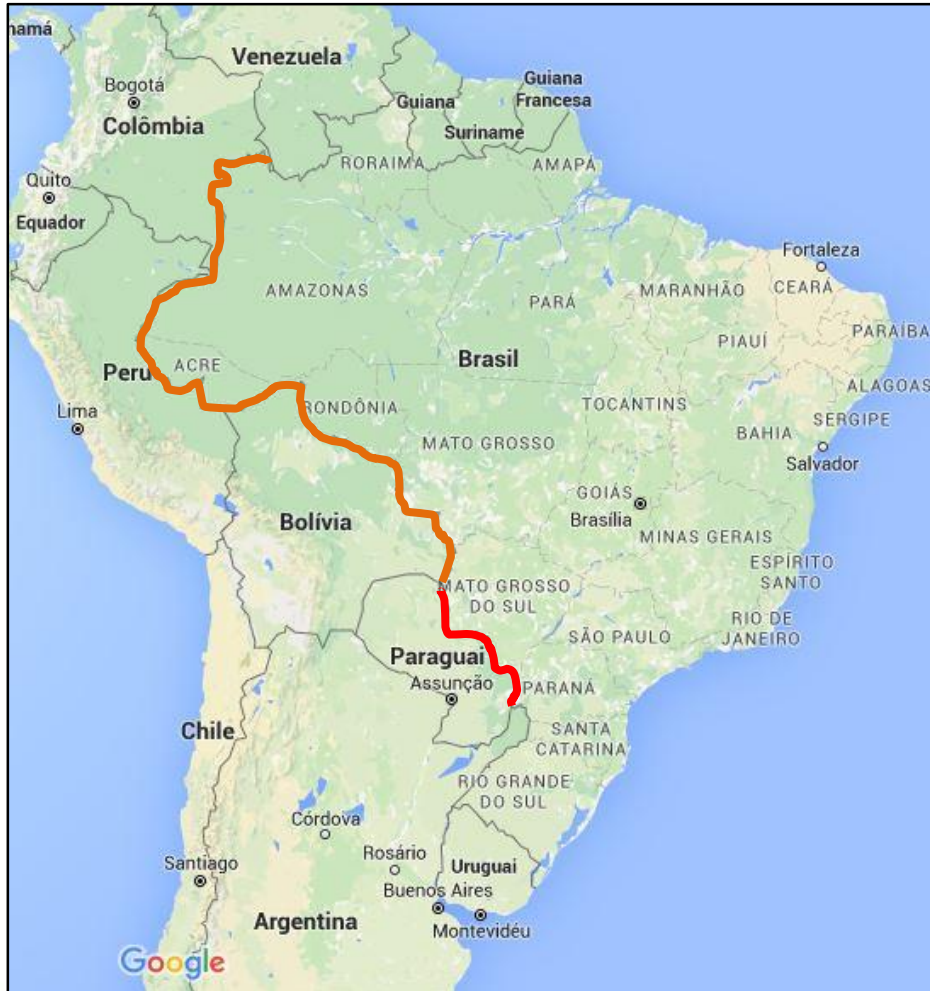 namá
Venezuela
Bogotá
Colômbia
Guiana
Guiana
Francesa
Suriname
RORAIMA
AMAPÁ
Quito
Equador
Fortaleza
AMAZONAS
PARÁ
MARANHÃO
CEARÁ
PIAUÍ
PARAÍBA
Peru
ACRE
Brasil
ALAGOAS
Lima
RONDÔNIA
TOCANTINS
SERGIPE
MATO GROSSO
BAHIA
Salvador
GOIÁS
Brasília
Bolívia
MINAS GERAIS
ESPÍRITO
SANTO
MATO GROSSO
DO SUL
RIO DE
JANEIRO
SÃO PAULO
Paraguai
Assunção
PARANÁ
Chile
SANTA
CATARINA
RIO GRANDE
DO SUL
Córdova
Rosário
Santiago
Uruguai
Buenos Aires
Argentina
Montevidéu
Google